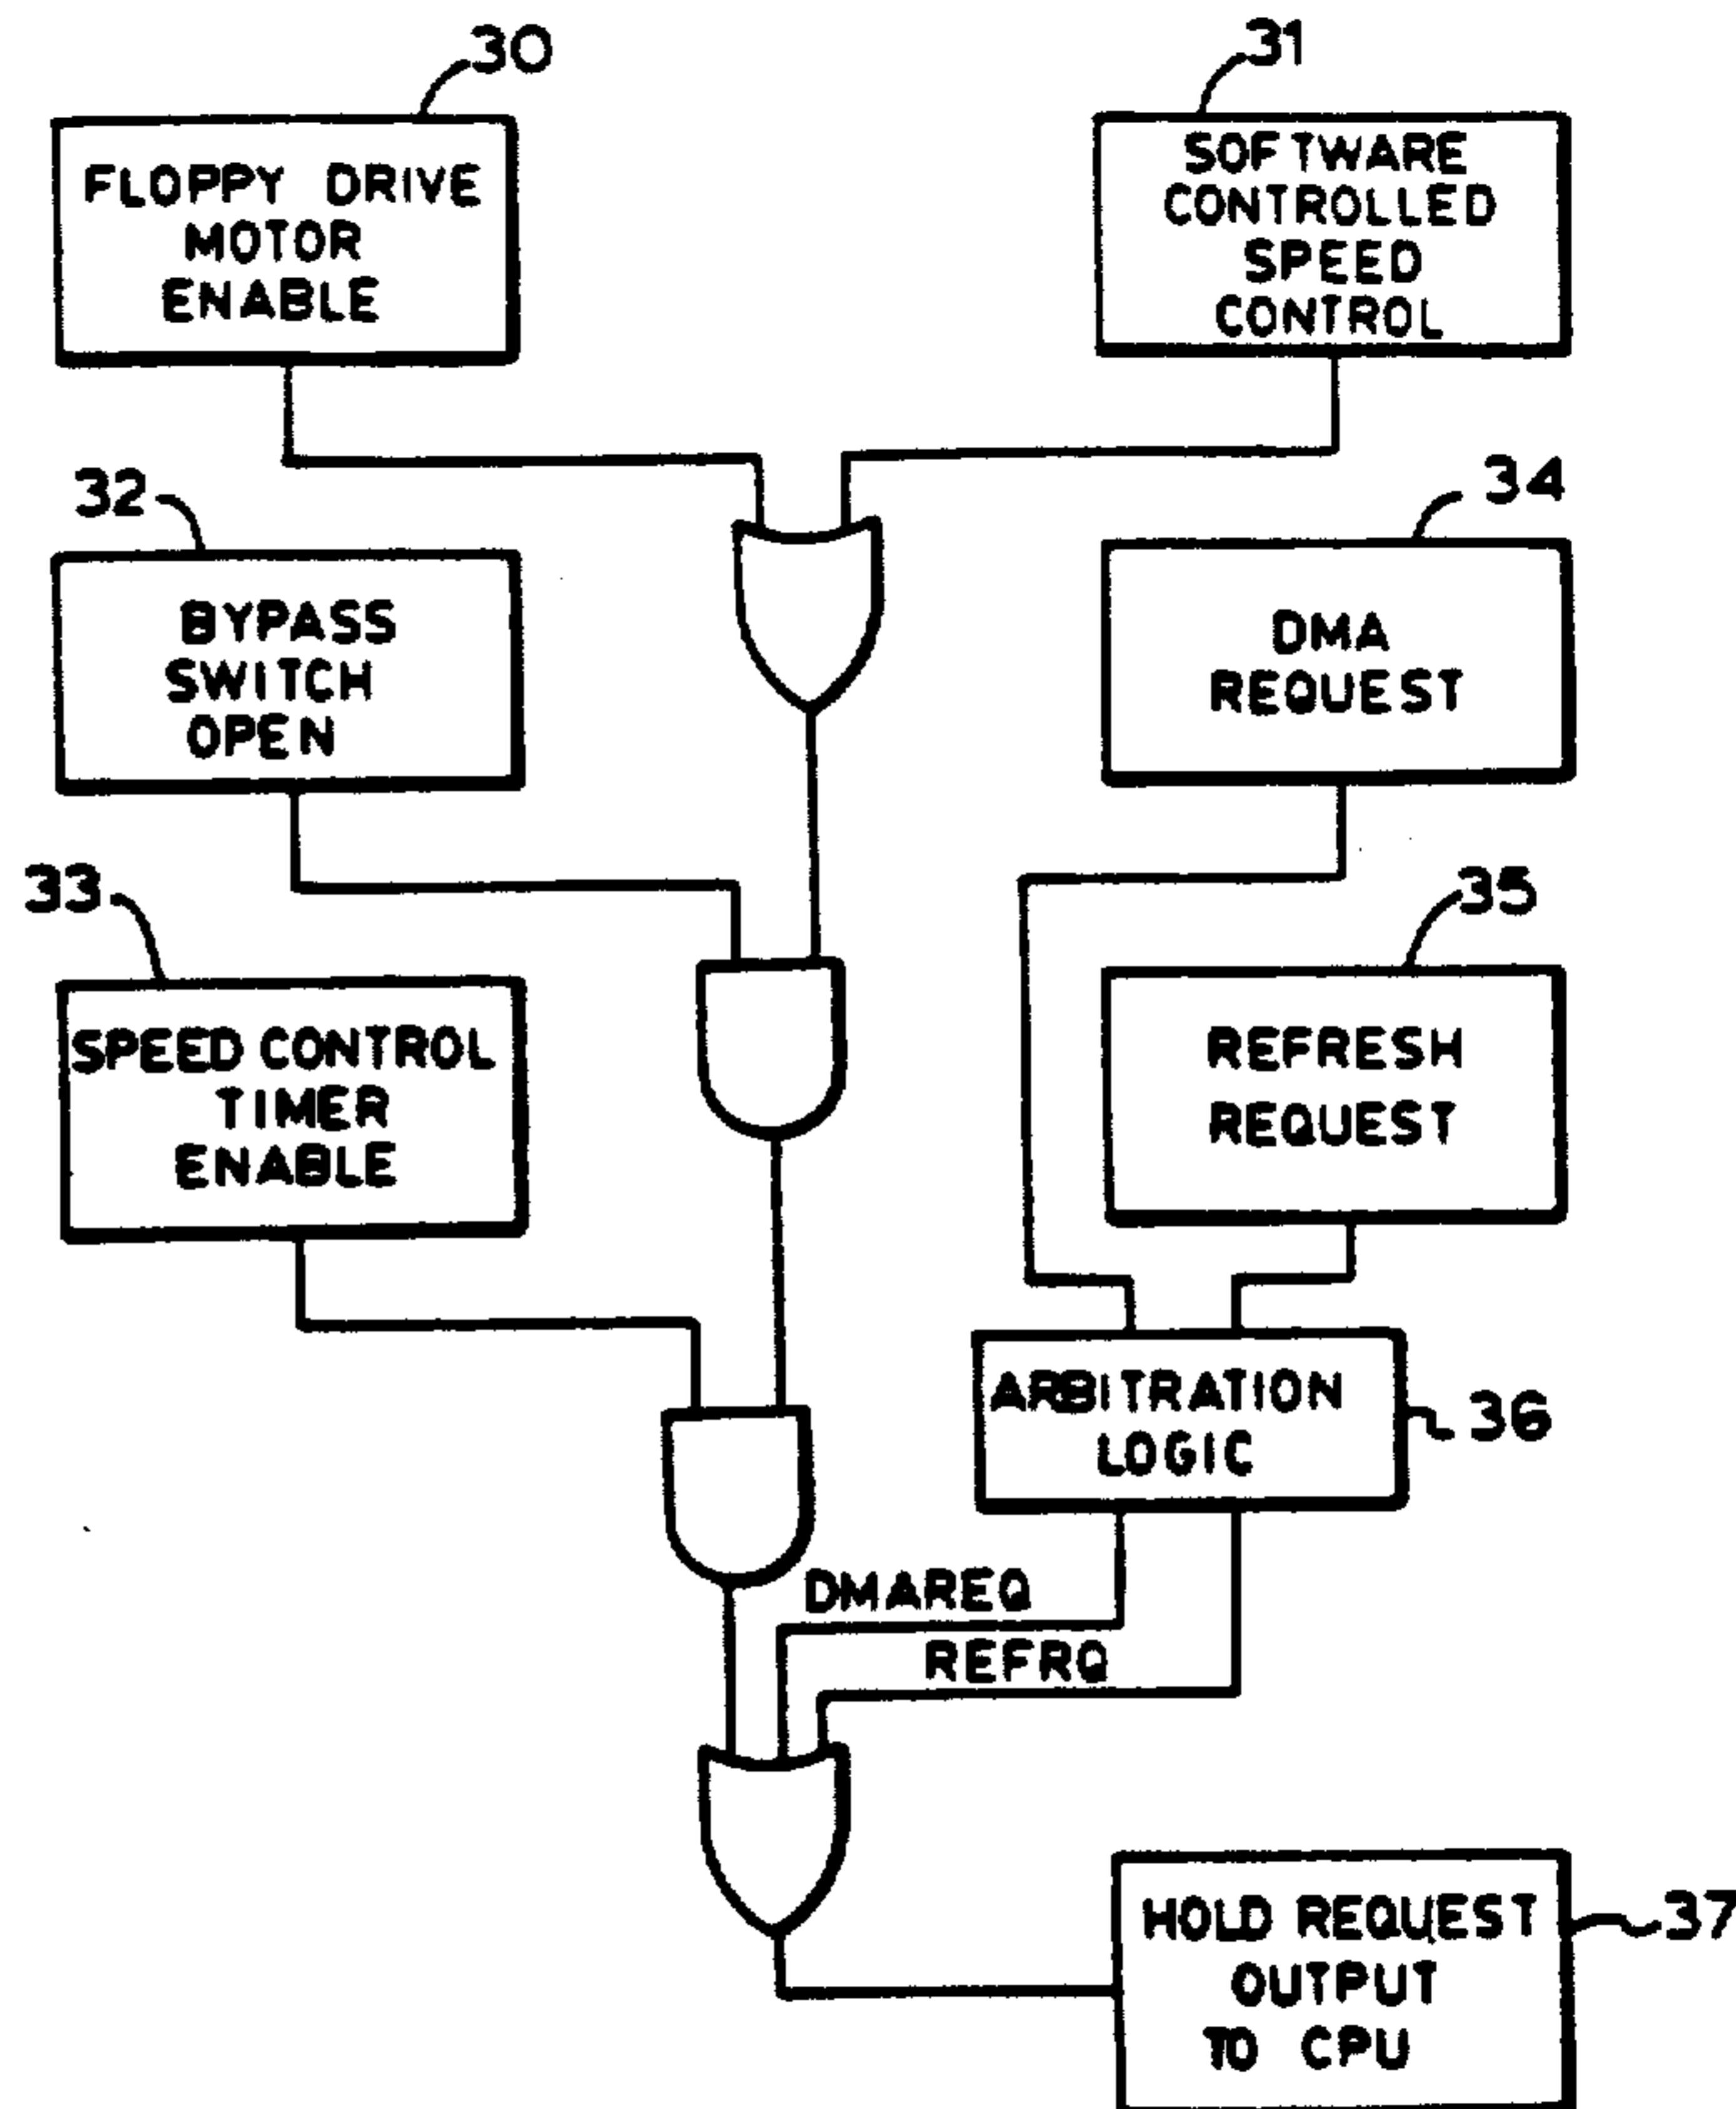 30
FLOPPY DRIVE
MOTOR
ENABLE
31
SOFTWARE
CONTROLLED
SPEED
CONTROL
32
BYPASS
SWITCH
OPEN
34
DMA
REQUEST
33
SPEED CONTROL
TIMER
ENABLE
35
REFRESH
REQUEST
ARBITRATION
LOGIC
36
DMAREQ
REFRQ
HOLD REQUEST
OUTPUT
TO CPU
37